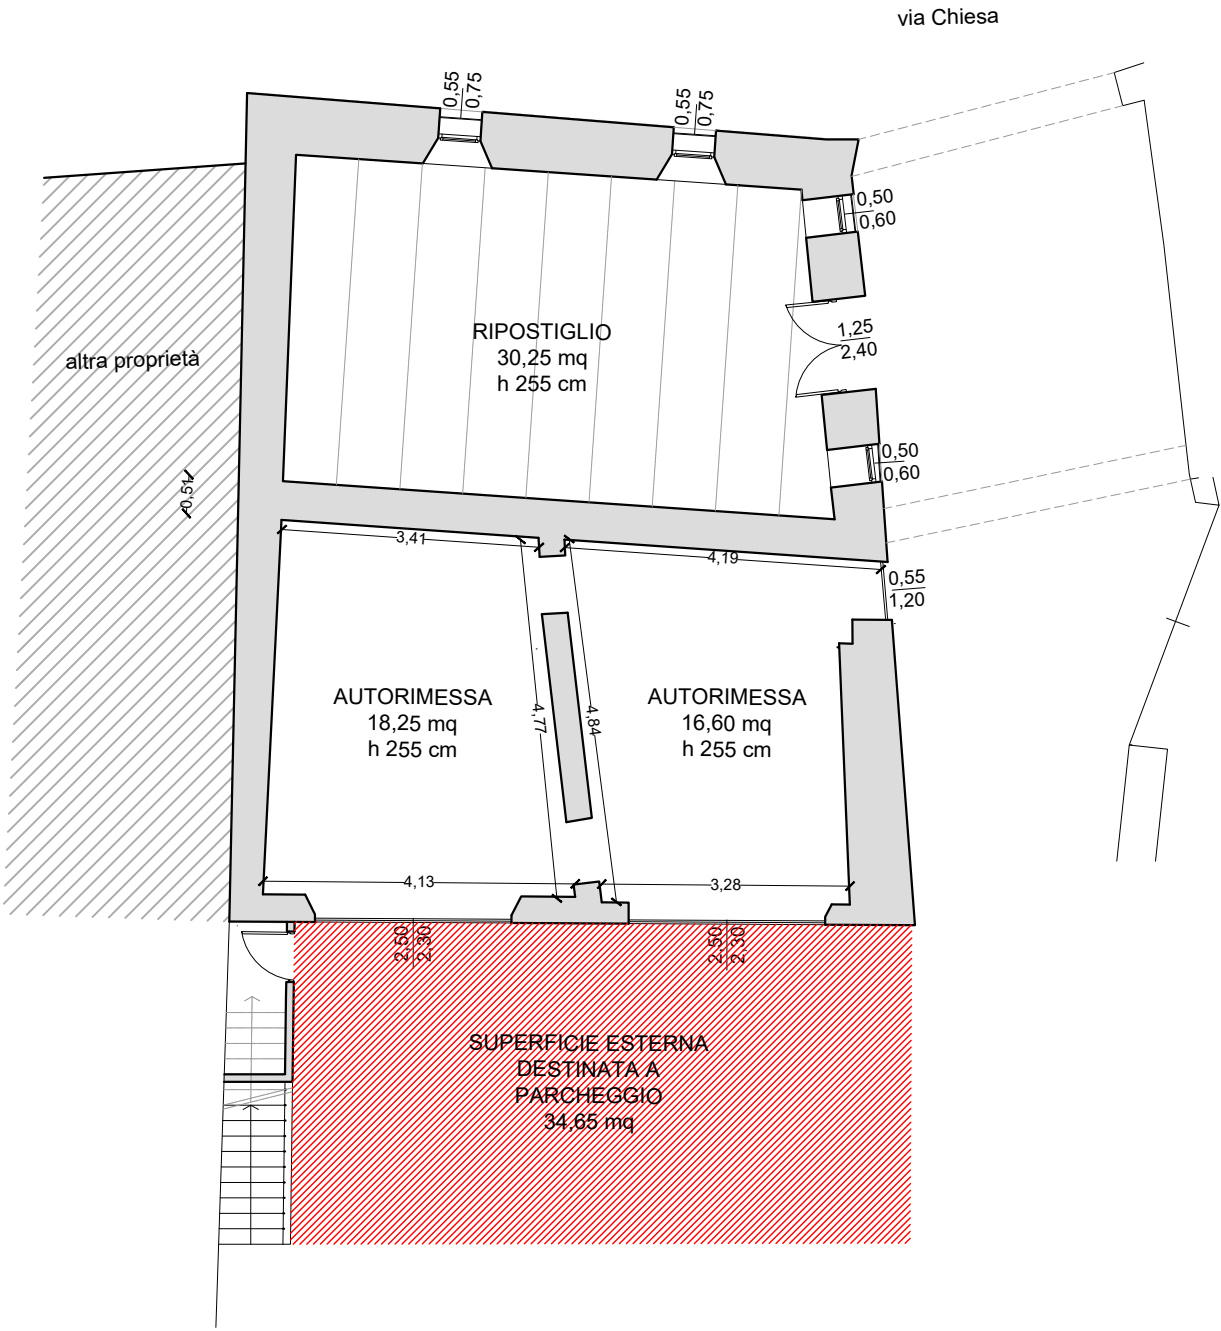 via Chiesa
0,55
0,75
0,55
0,75
0,50
0,60
RIPOSTIGLIO
30,25 mq
h 255 cm
1,25
2,40
altra proprietà
0,50
0,60
0,51
3,41
4,19
0,55
1,20
AUTORIMESSA
18,25 mq
h 255 cm
4,77
4,84
AUTORIMESSA
16,60 mq
h 255 cm
4,13
3,28
2,50
2,30
2,50
2,30
SUPERFICIE ESTERNA
DESTINATA A
PARCHEGGIO
34,65 mq